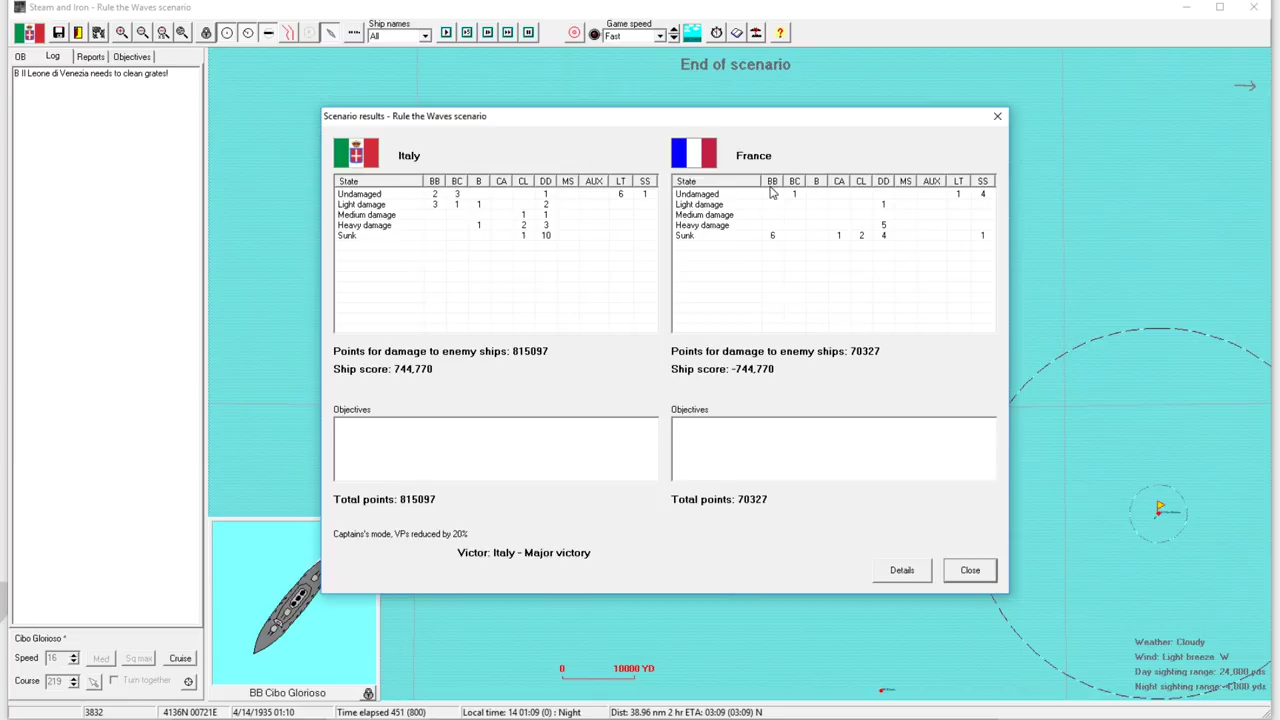 Steam and Iron - Rule the Waves scenario
Ship names
All
Game speed
Fast
OB Log Reports Objectives
B Il Leone di Venezia needs to clean grates!
End of scenario
Scenario results - Rule the Waves scenario
Italy
State BB BC B CA CL DD MS AUX LT SS
Undamaged 2 3 1 6 1
Light damage 3 1 1 2
Medium damage 1 1
Heavy damage 1 2 3
Sunk 1 10
Points for damage to enemy ships: 815097
Ship score: 744,770
Objectives
Total points: 815097
France
State BB BC B CA CL DD MS AUX LT SS
Undamaged 1 1 4
Light damage 1
Medium damage
Heavy damage 5
Sunk 6 1 2 4 1
Points for damage to enemy ships: 70327
Ship score: -744,770
Objectives
Total points: 70327
Captains's mode, VPs reduced by 20%
Victor: Italy - Major victory
Details Close
Cibo Glorioso *
Speed 16 Med Sq max Cruise
Course 219 Turn together
BB Cibo Glorioso
0 10000 YD
Weather: Cloudy
Wind: Light breeze W
Day sighting range: 24,000 yds
Night sighting range: 4,000 yds
3832 4136N 00721E 4/14/1935 01:10 Time elapsed 451 (800) Local time: 14 01:09 (0) : Night Dist: 38.96 nm 2 hr ETA: 03:09 (03:09) N